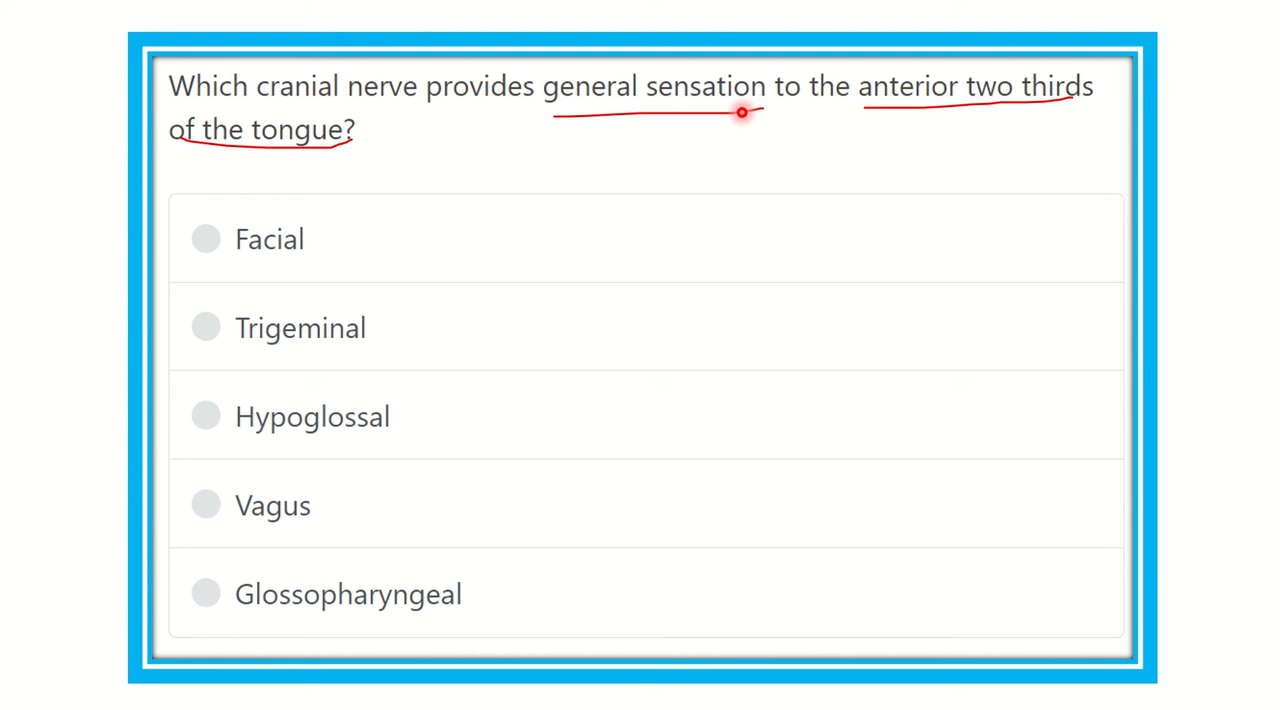 Which cranial nerve provides general sensation to the anterior two thirds
of the tongue?
Facial
Trigeminal
Hypoglossal
Vagus
Glossopharyngeal